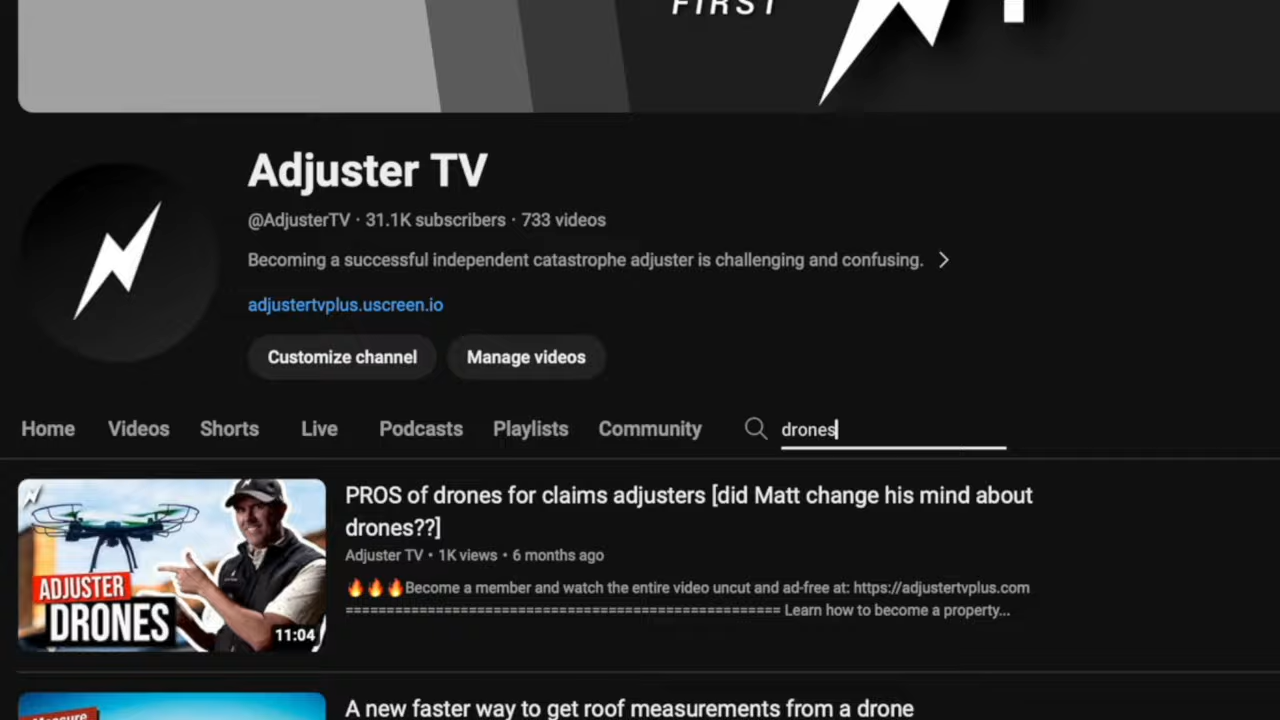 FIRST
Adjuster TV
@AdjusterTV · 31.1K subscribers · 733 videos
Becoming a successful independent catastrophe adjuster is challenging and confusing.
adjustertvplus.uscreen.io
Customize channel Manage videos
Home Videos Shorts Live Podcasts Playlists Community drones
PROS of drones for claims adjusters [did Matt change his mind about
drones??]
Adjuster TV • 1K views • 6 months ago
🔥🔥🔥Become a member and watch the entire video uncut and ad-free at: https://adjustertvplus.com
===================================================== Learn how to become a property...
ADJUSTER
DRONES
11:04
Measure
A new faster way to get roof measurements from a drone